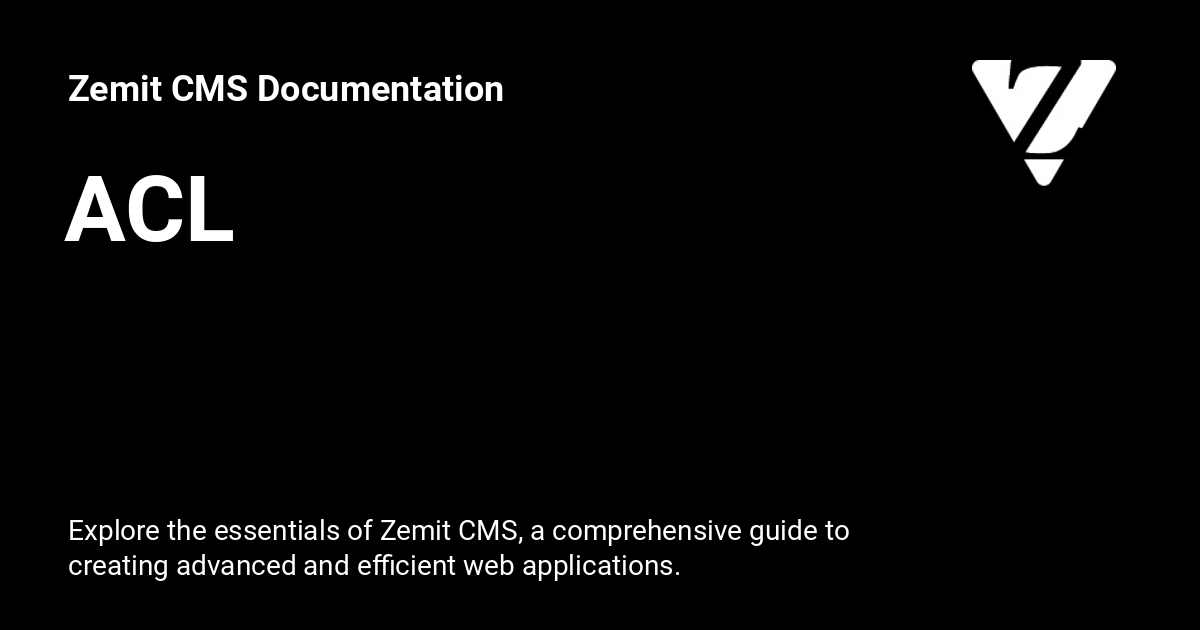 Zemit CMS Documentation
ACL
Explore the essentials of Zemit CMS, a comprehensive guide to
creating advanced and efficient web applications.